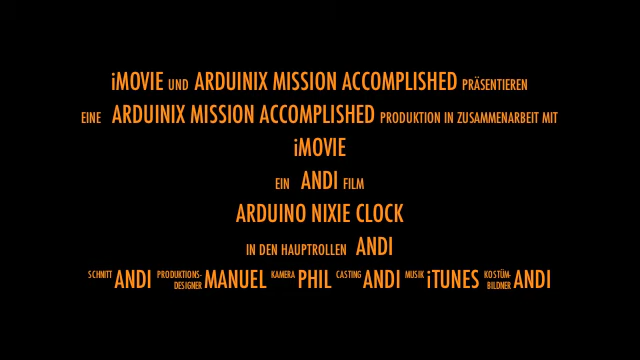 iMOVIE UND ARDUINIX MISSION ACCOMPLISHED PRÄSENTIEREN
EINE ARDUINIX MISSION ACCOMPLISHED PRODUKTION IN ZUSAMMENARBEIT MIT
iMOVIE
EIN ANDI FILM
ARDUINO NIXIE CLOCK
IN DEN HAUPTROLLEN ANDI
SCHNITT ANDI PRODUKTIONS-DESIGNER MANUEL KAMERA PHIL CASTING ANDI MUSIK iTUNES KOSTÜM-BILDNER ANDI